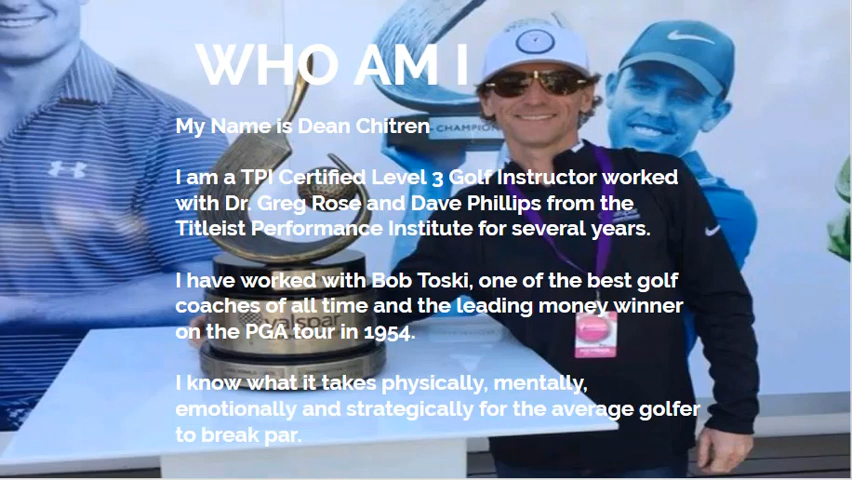 WHO AM I
My Name is Dean Chitren
CHAMPION
I am a TPI Certified Level 3 Golf Instructor worked
with Dr. Greg Rose and Dave Phillips from the
Titleist Performance Institute for several years.
I have worked with Bob Toski, one of the best golf
coaches of all time and the leading money winner
valspar
on the PGA tour in 1954.
I know what it takes physically, mentally,
emotionally and strategically for the average golfer
to break par.